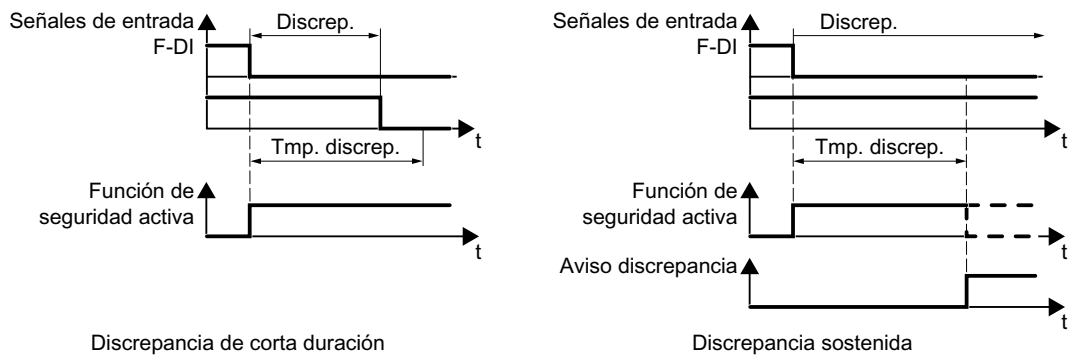 Señales de entrada
F-DI
Discrep.
t
Tmp. discrep.
Función de
seguridad activa
t
Discrepancia de corta duración
Señales de entrada
F-DI
Discrep.
t
Tmp. discrep.
Función de
seguridad activa
t
Aviso discrepancia
t
Discrepancia sostenida